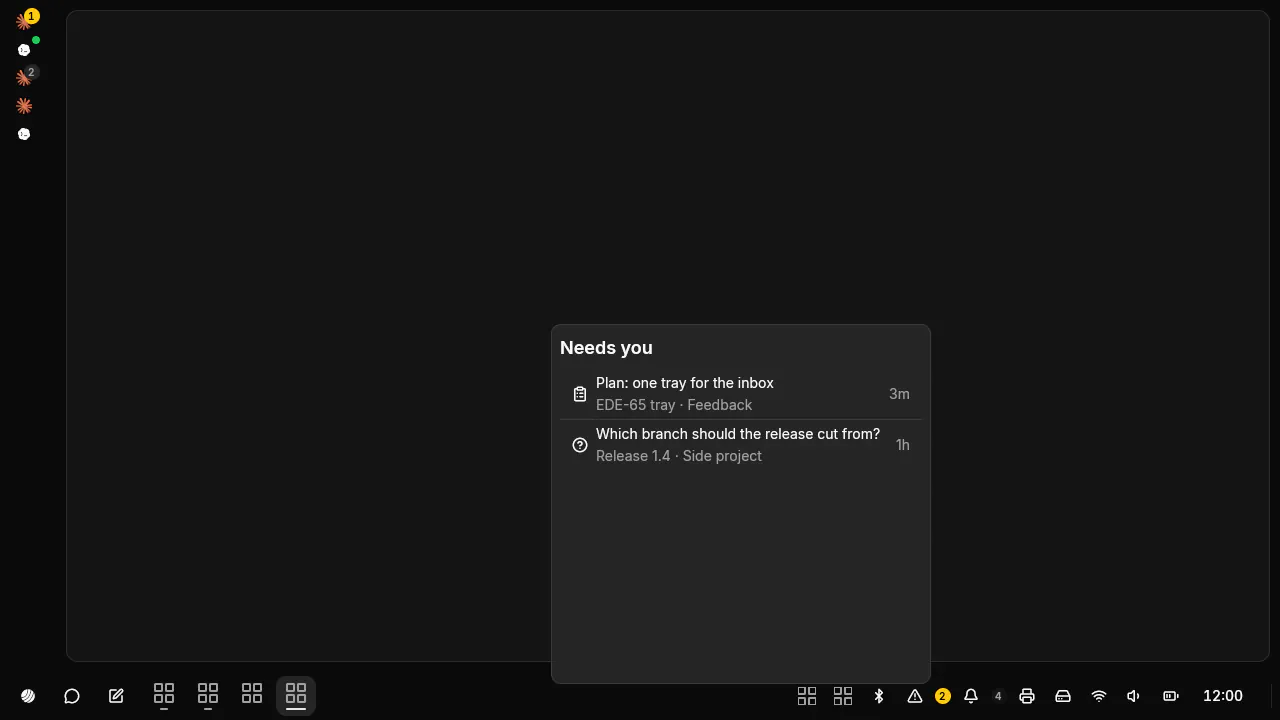 1
2
Needs you
Plan: one tray for the inbox
EDE-65 tray · Feedback
3m
Which branch should the release cut from?
Release 1.4 · Side project
1h
2
4
12:00